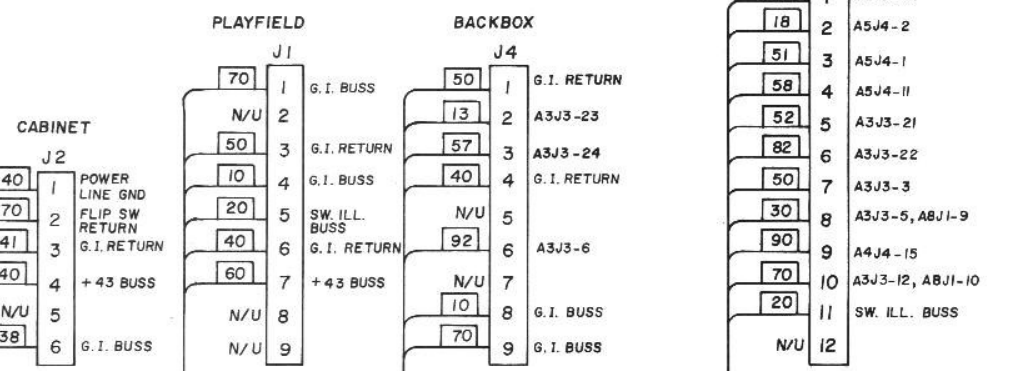 CABINET
J2
40 1 POWER LINE GND
70 2 FLIP SW RETURN
41 3 G.I. RETURN
40 4 +43 BUSS
N/U 5
38 6 G.I. BUSS
PLAYFIELD
J1
70 1 G.I. BUSS
N/U 2
50 3 G.I. RETURN
10 4 G.I. BUSS
20 5 SW. ILL. BUSS
40 6 G.I. RETURN
60 7 +43 BUSS
N/U 8
N/U 9
BACKBOX
J4
50 1 G.I. RETURN
13 2 A3J3-23
57 3 A3J3-24
40 4 G.I. RETURN
N/U 5
92 6 A3J3-6
N/U 7
10 8 G.I. BUSS
70 9 G.I. BUSS
18 2 A5J4-2
51 3 A5J4-1
58 4 A5J4-11
52 5 A3J3-21
82 6 A3J3-22
50 7 A3J3-3
30 8 A3J3-5, A8J1-9
90 9 A4J4-15
70 10 A3J3-12, A8J1-10
20 11 SW. ILL. BUSS
N/U 12